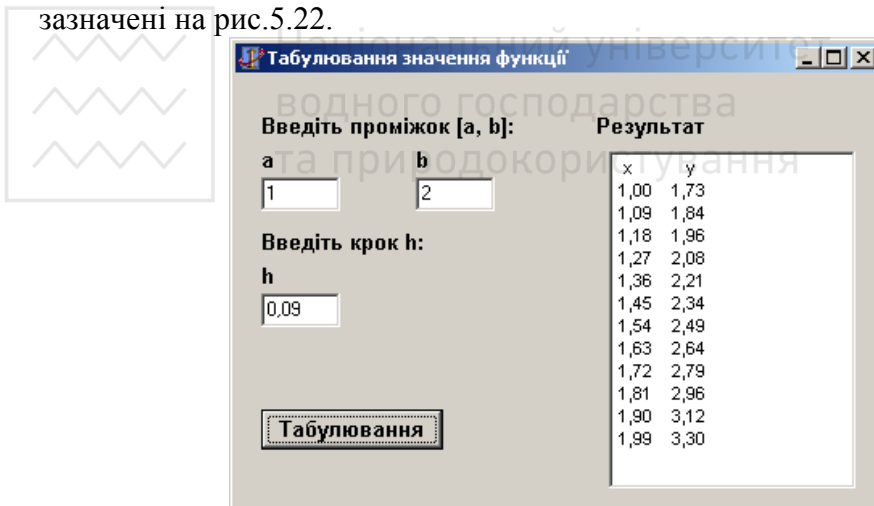 зазначені на рис.5.22.
Національний університет
водного господарства
та природокористування
Табулювання значення функції
Введіть проміжок [a, b]:
Результат
a b
1 2
Введіть крок h:
h
0,09
Табулювання
x y
1,00 1,73
1,09 1,84
1,18 1,96
1,27 2,08
1,36 2,21
1,45 2,34
1,54 2,49
1,63 2,64
1,72 2,79
1,81 2,96
1,90 3,12
1,99 3,30